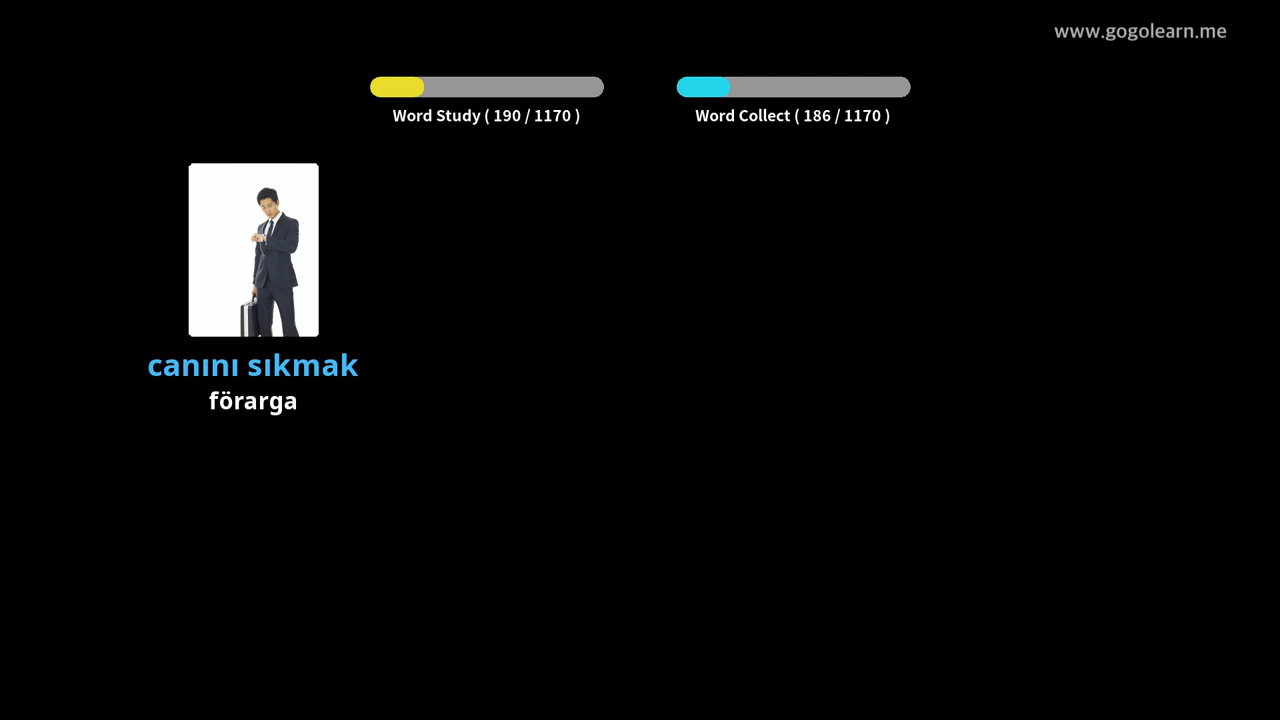 www.gogolearn.me
Word Study ( 190 / 1170 )
Word Collect ( 186 / 1170 )
canını sıkmak
förarga